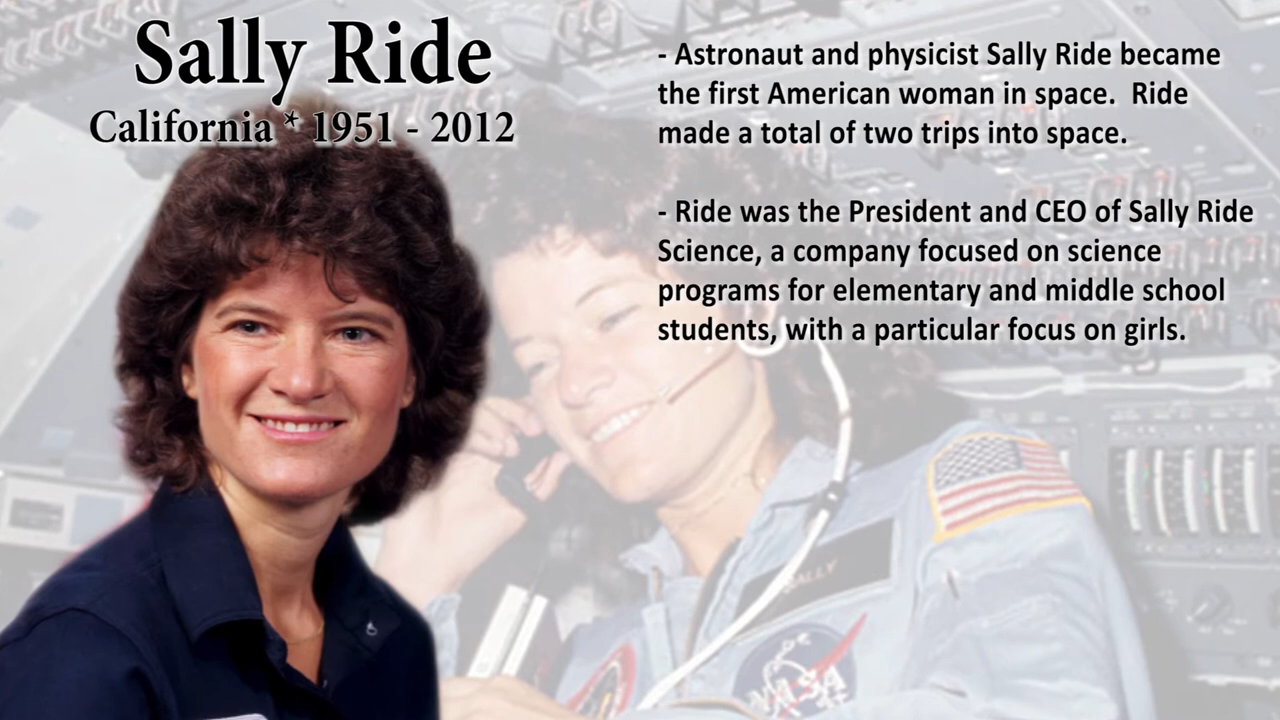 Sally Ride
California * 1951 - 2012
- Astronaut and physicist Sally Ride became
the first American woman in space.  Ride
made a total of two trips into space.
- Ride was the President and CEO of Sally Ride
Science, a company focused on science
programs for elementary and middle school
students, with a particular focus on girls.
SALLY
NASA